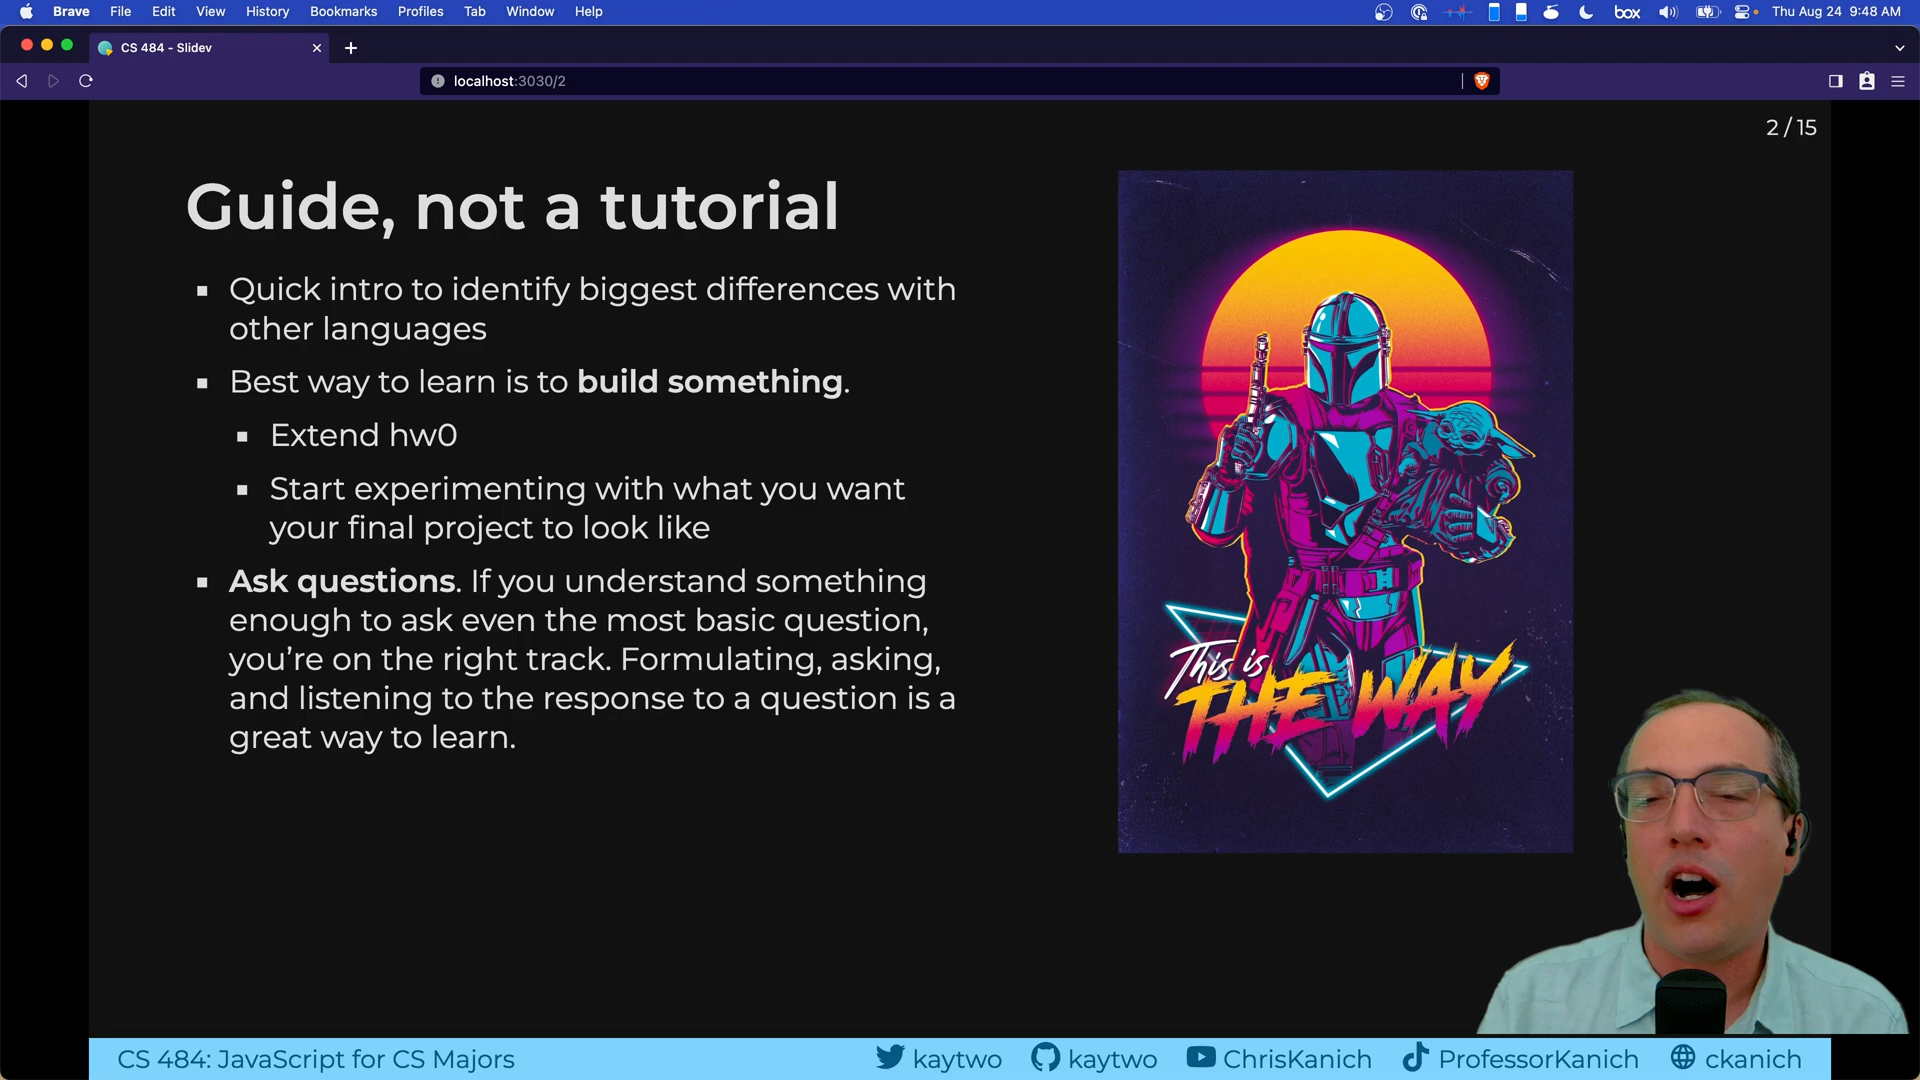 Brave File Edit View History Bookmarks Profiles Tab Window Help box Thu Aug 24 9:48 AM
CS 484 - Slidev
localhost:3030/2
2 / 15
Guide, not a tutorial
Quick intro to identify biggest differences with
other languages
Best way to learn is to build something.
Extend hw0
Start experimenting with what you want
your final project to look like
Ask questions. If you understand something
enough to ask even the most basic question,
you’re on the right track. Formulating, asking,
and listening to the response to a question is a
great way to learn.
This is
THE WAY
CS 484: JavaScript for CS Majors kaytwo kaytwo ChrisKanich ProfessorKanich ckanich